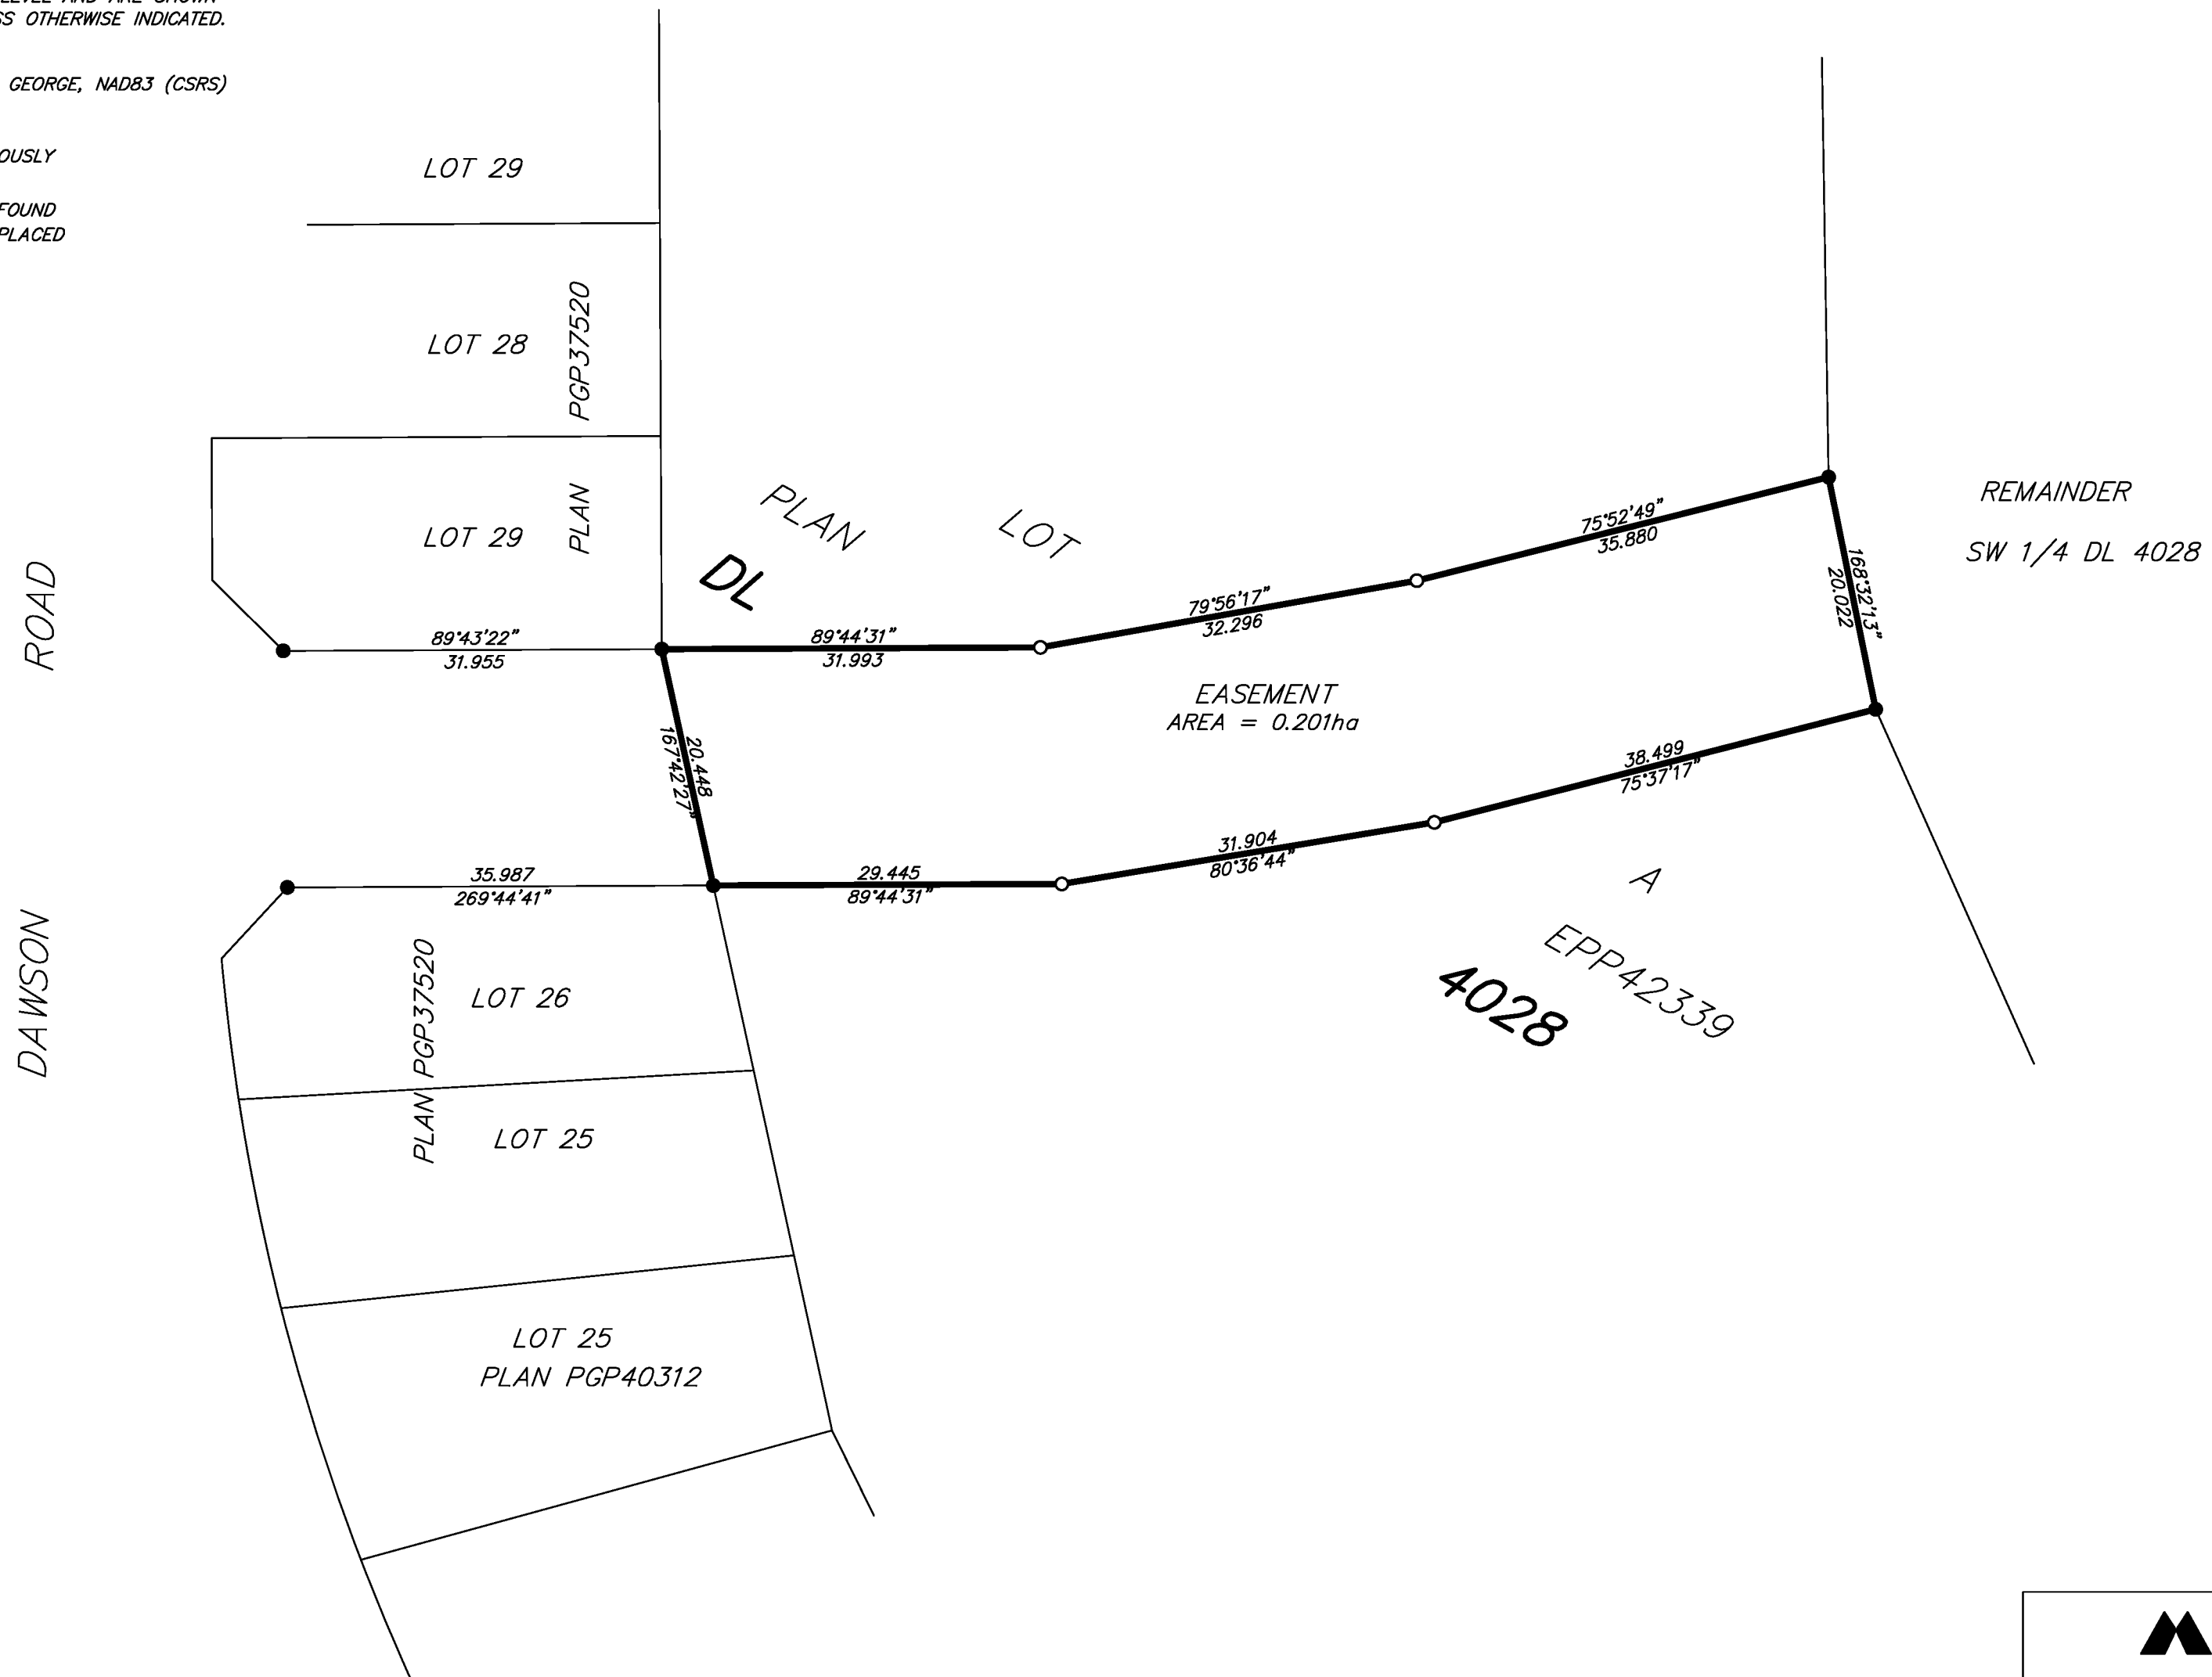 SS OTHERWISE INDICATED.
GEORGE, NAD83 (CSRS)
OUSLY
FOUND
PLACED
LOT 29
LOT 28
PLAN PGP37520
LOT 29
ROAD
DAWSON
PLAN
LOT
DL
89°43'22"
31.955
89°44'31"
31.993
79°56'17"
32.296
75°52'49"
35.880
168°32'13"
20.022
REMAINDER
SW 1/4 DL 4028
EASEMENT
AREA = 0.201ha
20.448
167°42'27"
38.499
75°37'17"
31.904
80°36'44"
29.445
89°44'31"
35.987
269°44'41"
A
EPP42339
4028
PLAN PGP37520
LOT 26
LOT 25
LOT 25
PLAN PGP40312